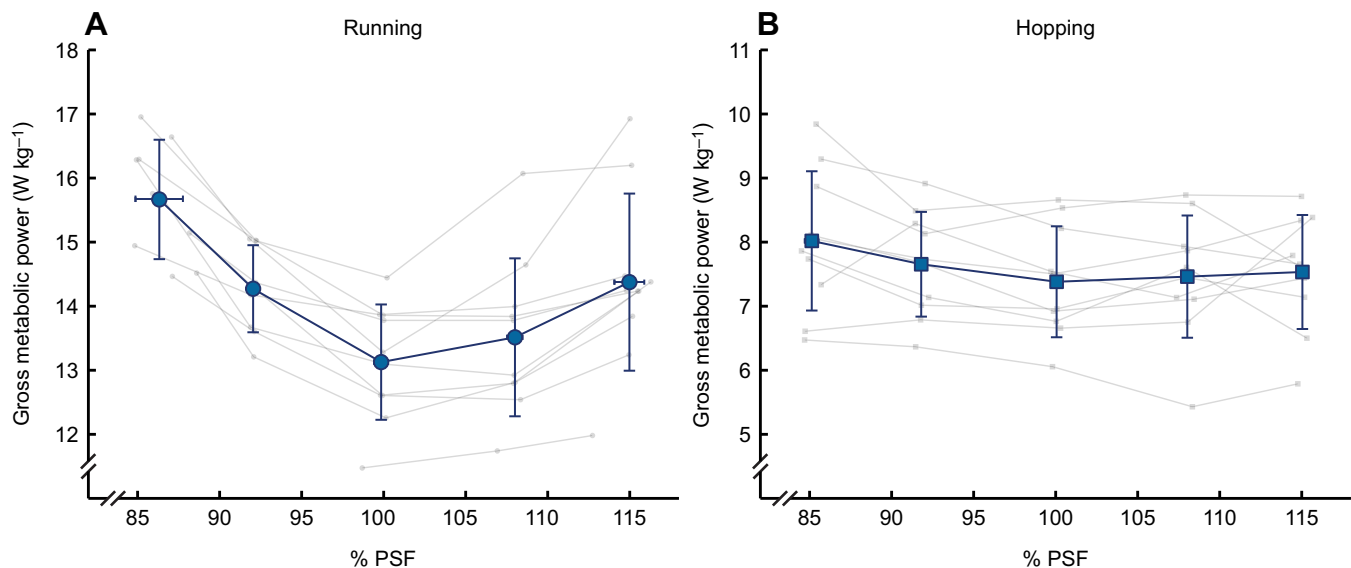 A
Running
18
17
16
15
14
13
12
Gross metabolic power (W kg⁻¹)
85 90 95 100 105 110 115
% PSF
B
Hopping
11
10
9
8
7
6
5
Gross metabolic power (W kg⁻¹)
85 90 95 100 105 110 115
% PSF